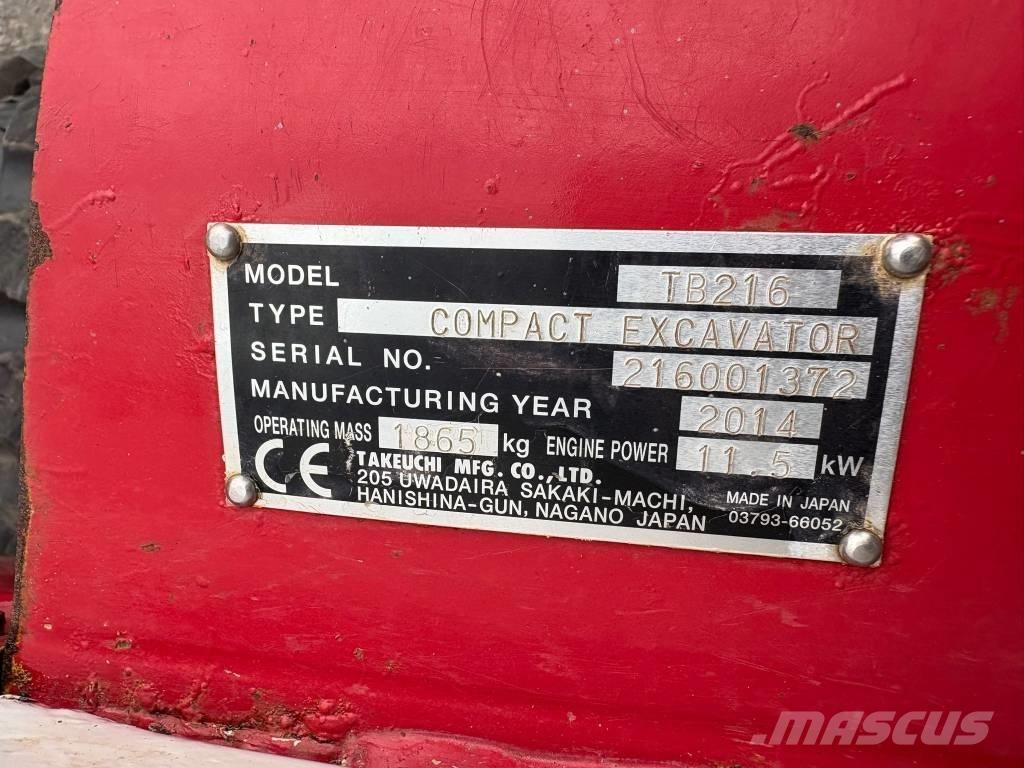 MODEL TB216
TYPE COMPACT EXCAVATOR
SERIAL NO. 216001372
MANUFACTURING YEAR 2014
OPERATING MASS 1865 kg ENGINE POWER 11.5 kW
CE TAKEUCHI MFG. CO.,LTD.
205 UWADAIRA SAKAKI-MACHI, MADE IN JAPAN
HANISHINA-GUN, NAGANO JAPAN 03793-66052
MASCUS